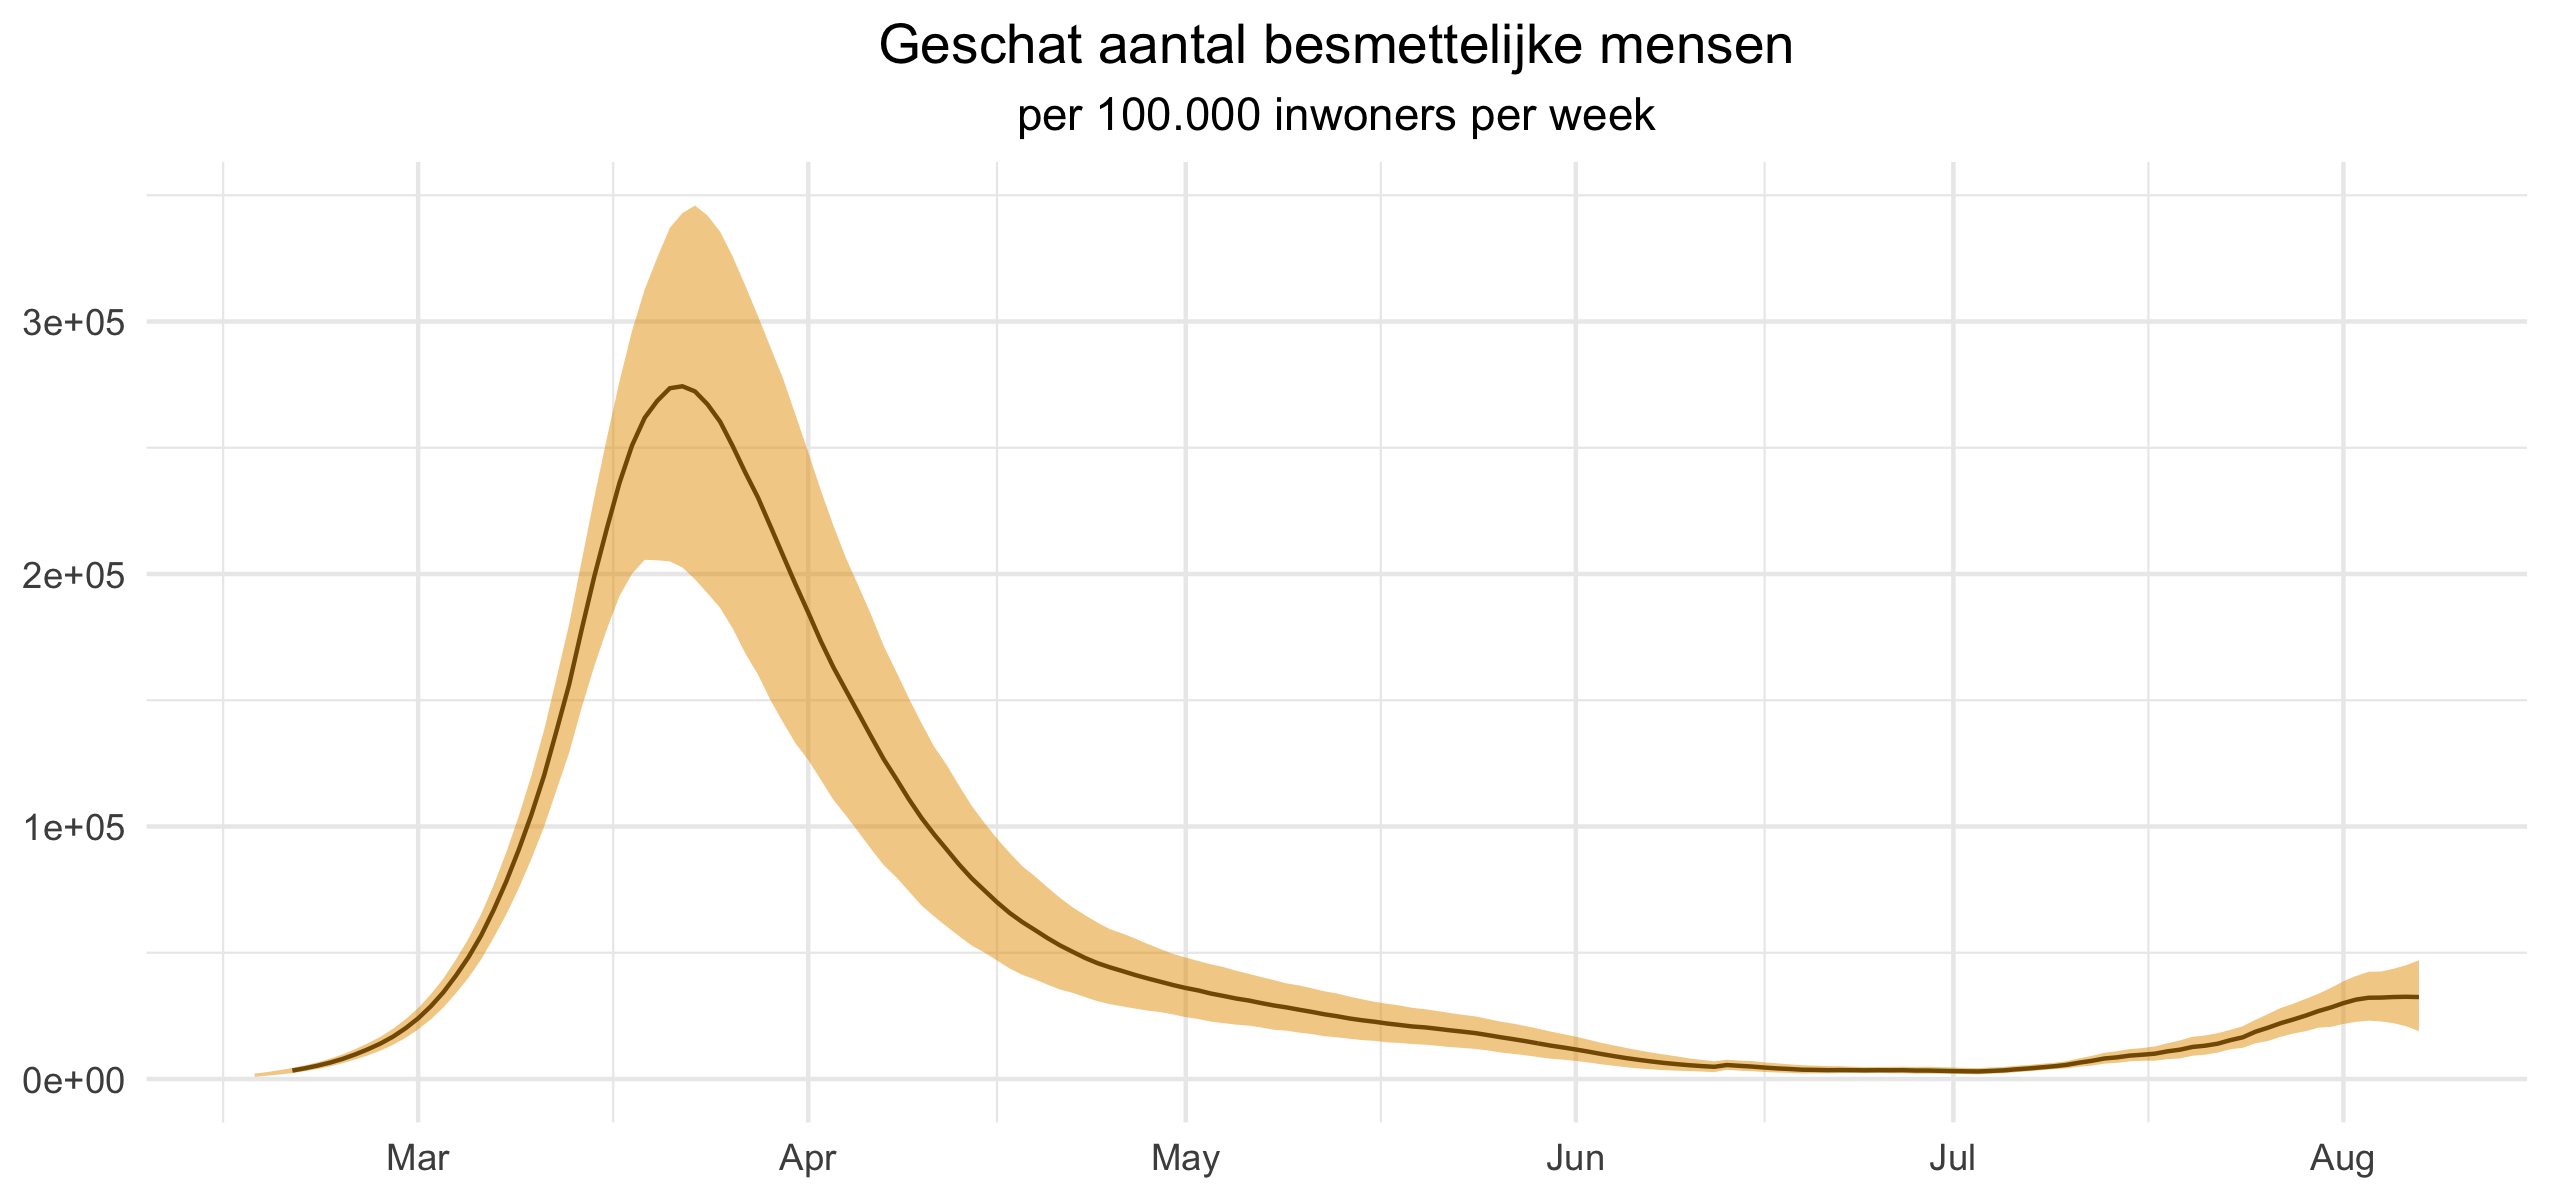 Geschat aantal besmettelijke mensen
per 100.000 inwoners per week
3e+05
2e+05
1e+05
0e+00
Mar Apr May Jun Jul Aug